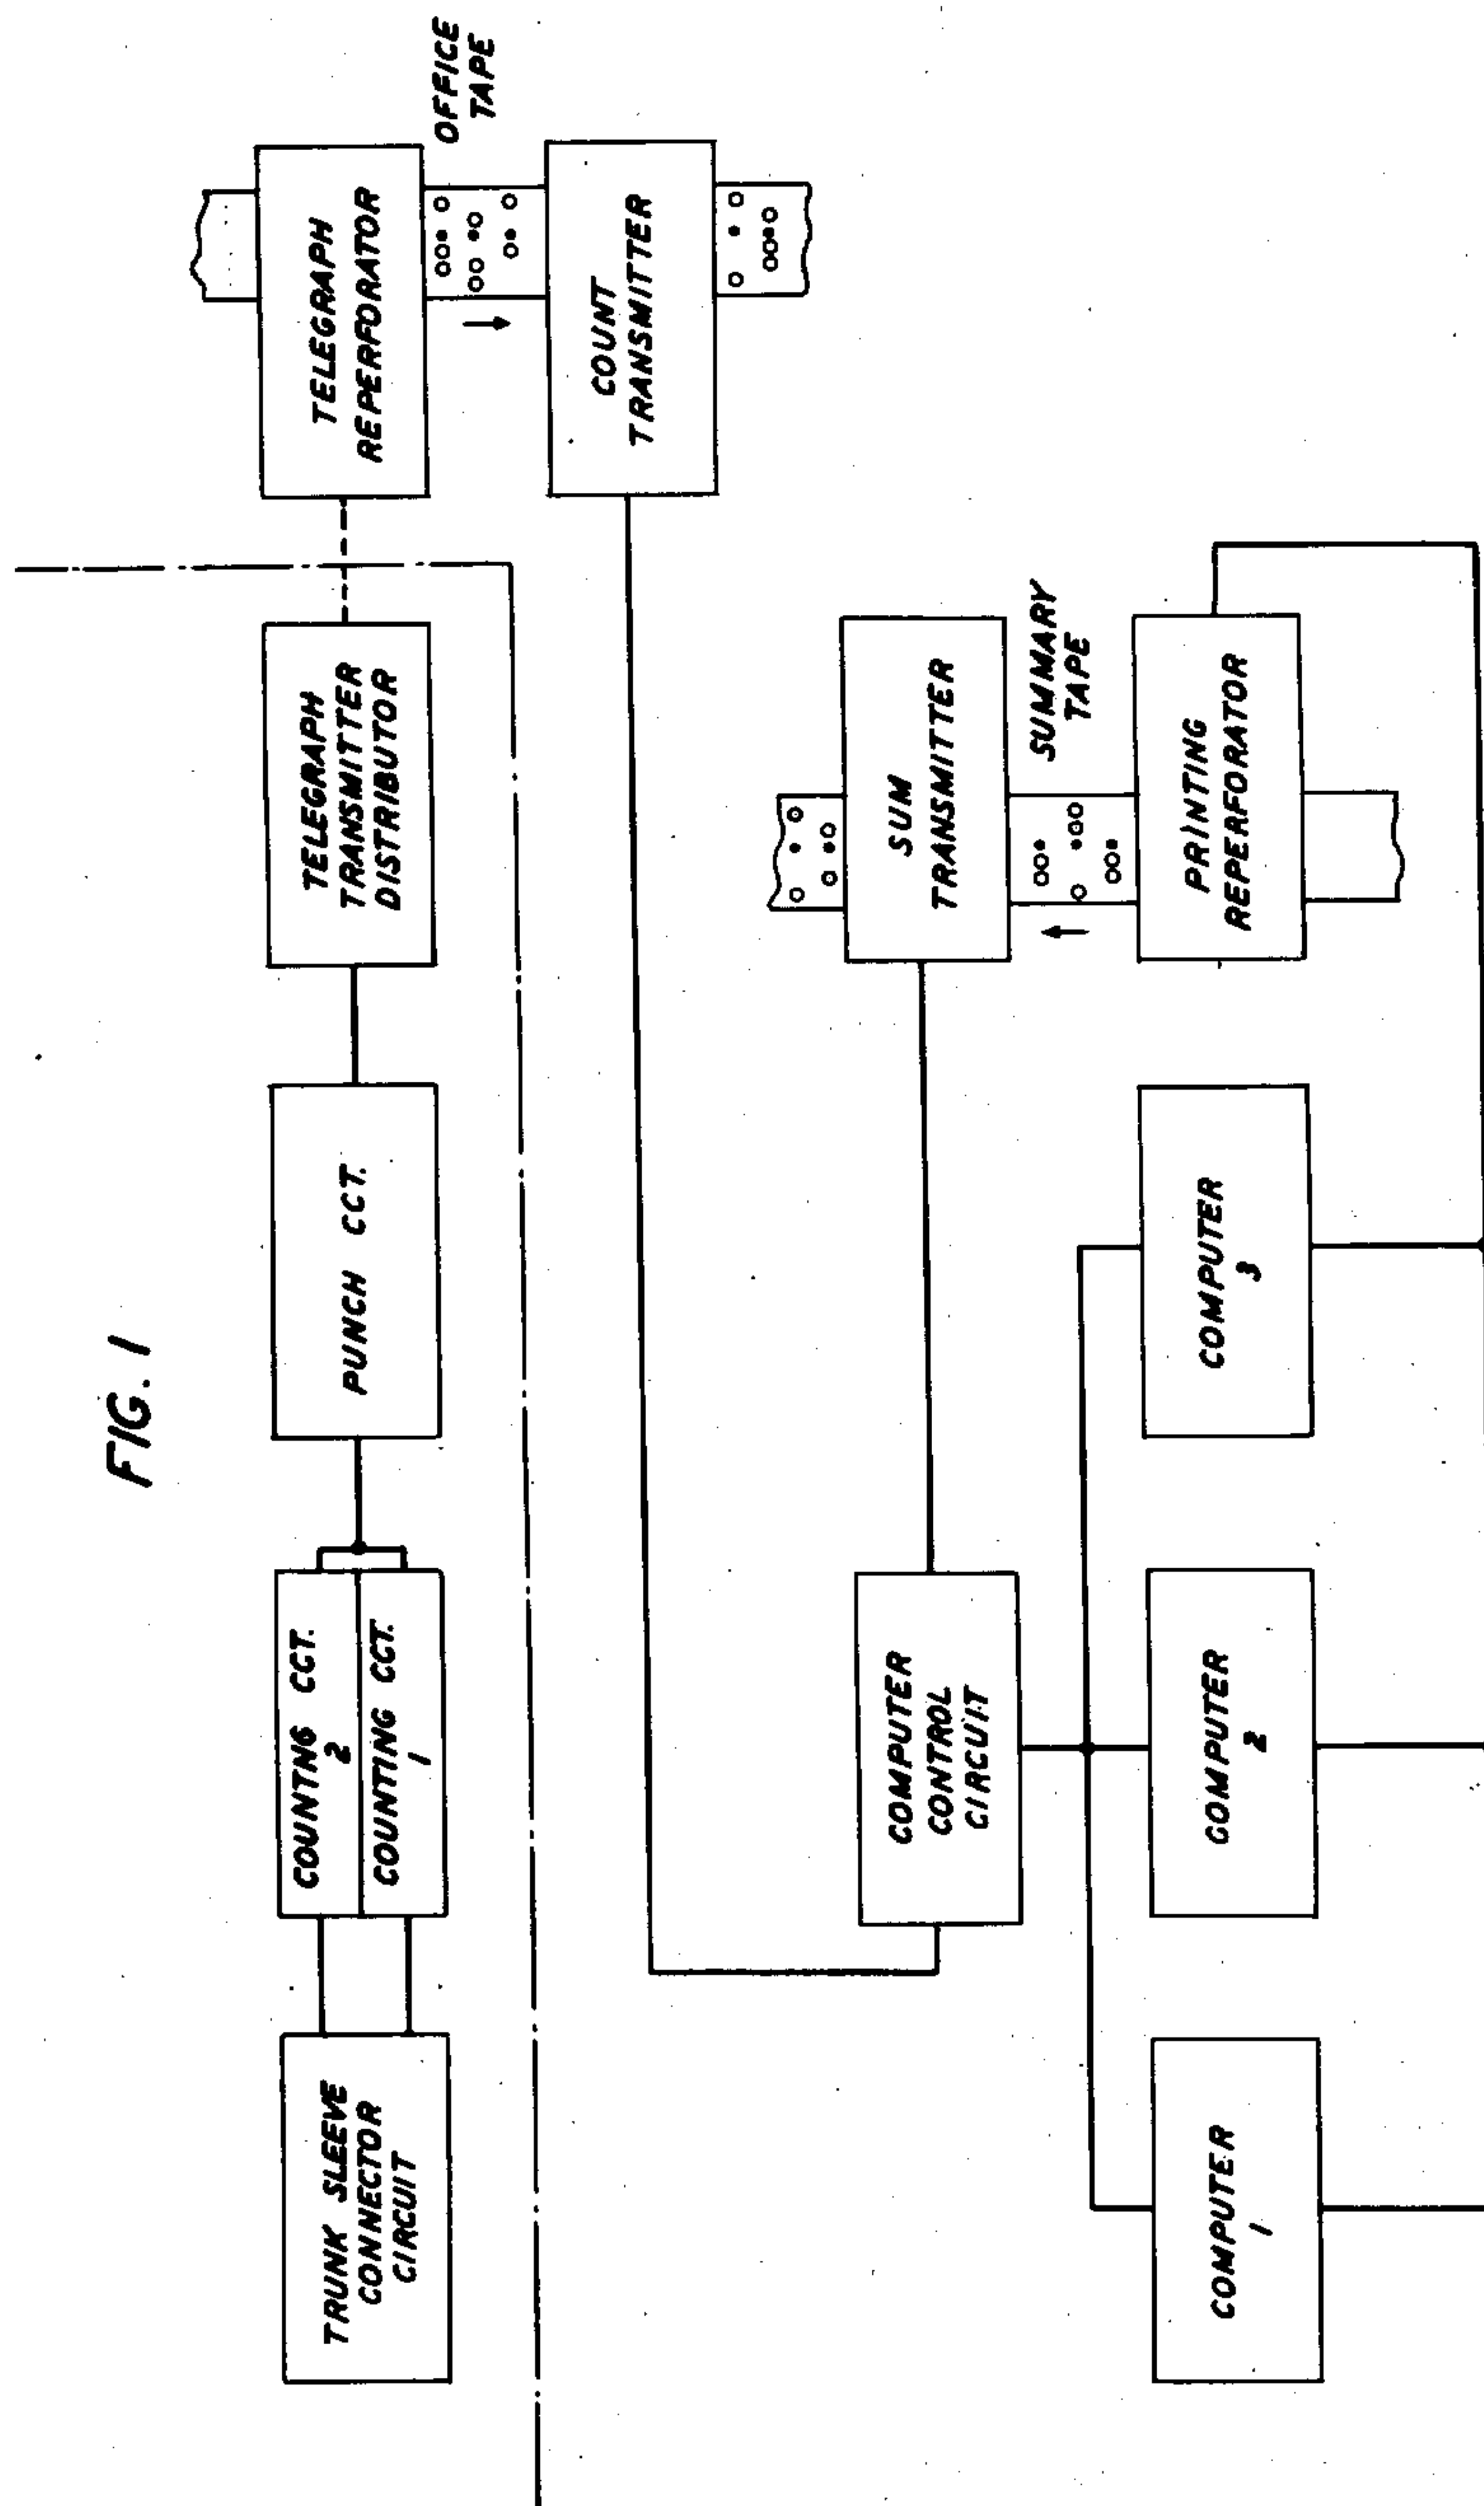 FIG. 1
TRUNK SLEEVE
CONNECTOR
CIRCUIT
COUNTNG CCT.
2
COUNTING CCT.
1
PUNCH CCT.
TELEGRAPH
TRANSMITTER
DISTRIBUTOR
TELEGRAPH
REPERFORATOR
OFFICE
TAPE
COUNT
TRANSMITTER
COMPUTER
CONTROL
CIRCUIT
SUM
TRANSMITTER
SUMMARY
TAPE
COMPUTER
1
COMPUTER
2
COMPUTER
3
PRINTING
REPERFORATOR